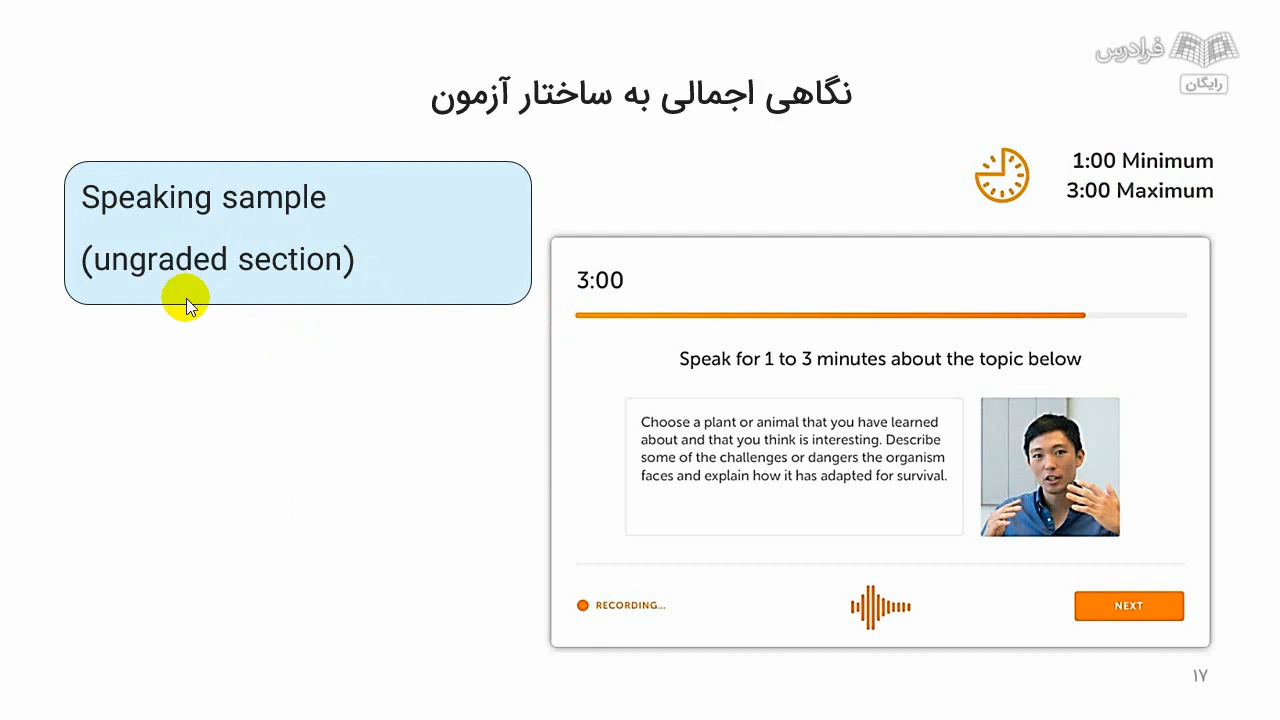 فرادرس
رایگان
نگاهی اجمالی به ساختار آزمون
Speaking sample
(ungraded section)
1:00 Minimum
3:00 Maximum
3:00
Speak for 1 to 3 minutes about the topic below
Choose a plant or animal that you have learned
about and that you think is interesting. Describe
some of the challenges or dangers the organism
faces and explain how it has adapted for survival.
RECORDING...
NEXT
۱۷